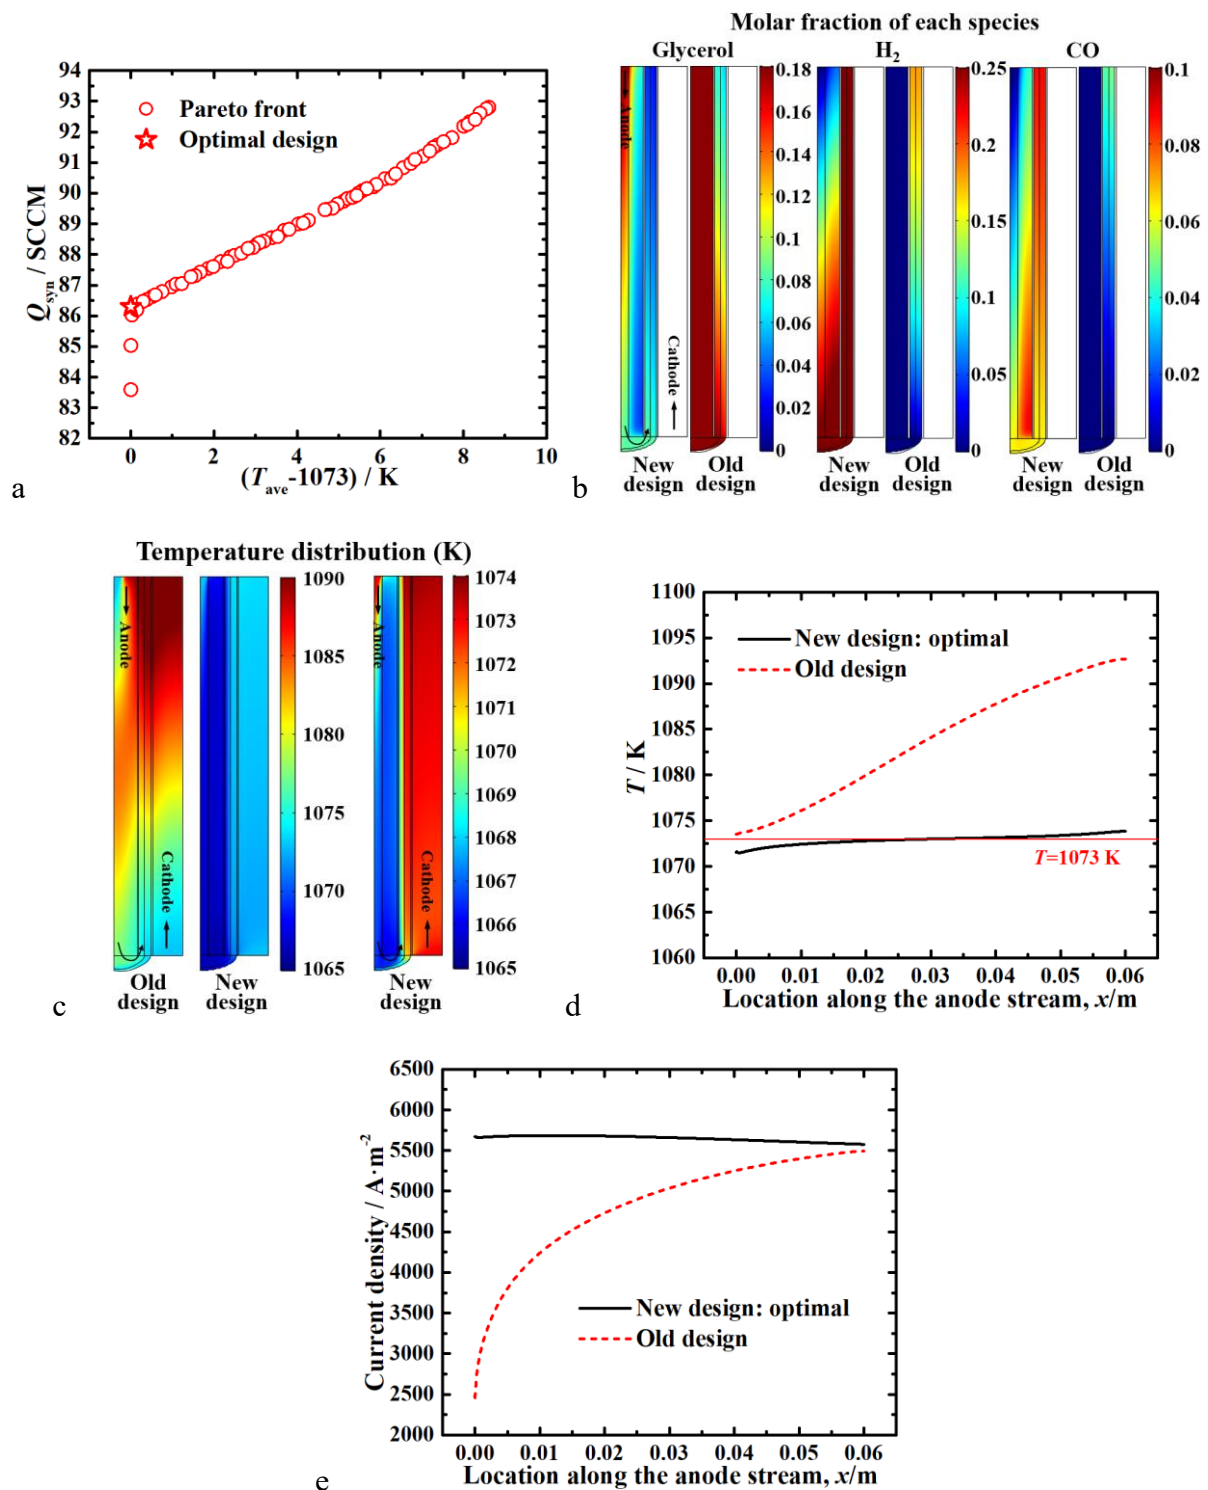 94
93
92
91
90
89
88
87
86
85
84
83
82
Q_syn / SCCM
Pareto front
Optimal design
0 2 4 6 8 10
(T_ave-1073) / K
a
Molar fraction of each species
Glycerol H₂ CO
Anode
Cathode
0.18
0.16
0.14
0.12
0.1
0.08
0.06
0.04
0.02
0
0.25
0.2
0.15
0.1
0.05
0
0.1
0.08
0.06
0.04
0.02
0
New Old New Old New Old
design design design design design design
b
Temperature distribution (K)
Anode
Cathode
1090
1085
1080
1075
1070
1065
Anode
Cathode
1074
1073
1072
1071
1070
1069
1068
1067
1066
1065
Old New New
design design design
c
1100
1095
1090
1085
1080
1075
1070
1065
1060
T / K
New design: optimal
Old design
T=1073 K
0.00 0.01 0.02 0.03 0.04 0.05 0.06
Location along the anode stream, x/m
d
6500
6000
5500
5000
4500
4000
3500
3000
2500
2000
Current density / A·m⁻²
New design: optimal
Old design
0.00 0.01 0.02 0.03 0.04 0.05 0.06
Location along the anode stream, x/m
e